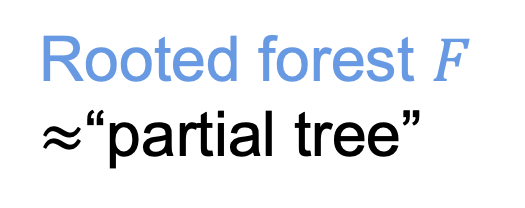 Rooted forest 𝐹
≈“partial tree”